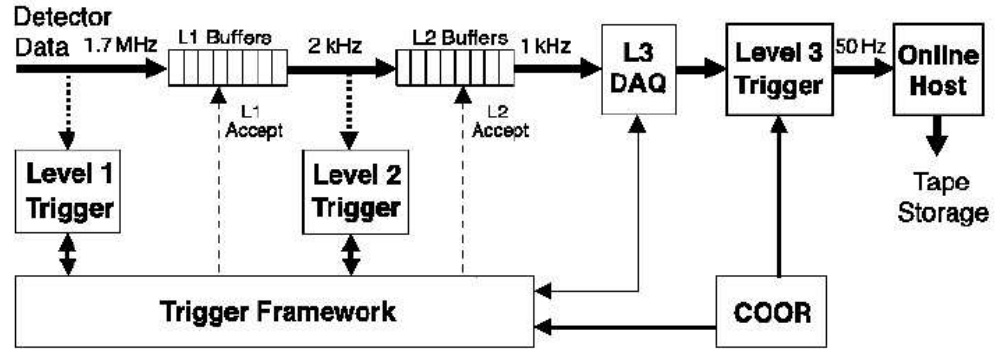 Detector
Data
1.7 MHz
L1 Buffers
2 kHz
L2 Buffers
1 kHz
L3
DAQ
Level 3
Trigger
50 Hz
Online
Host
L1
Accept
L2
Accept
Level 1
Trigger
Level 2
Trigger
Tape
Storage
Trigger Framework
COOR